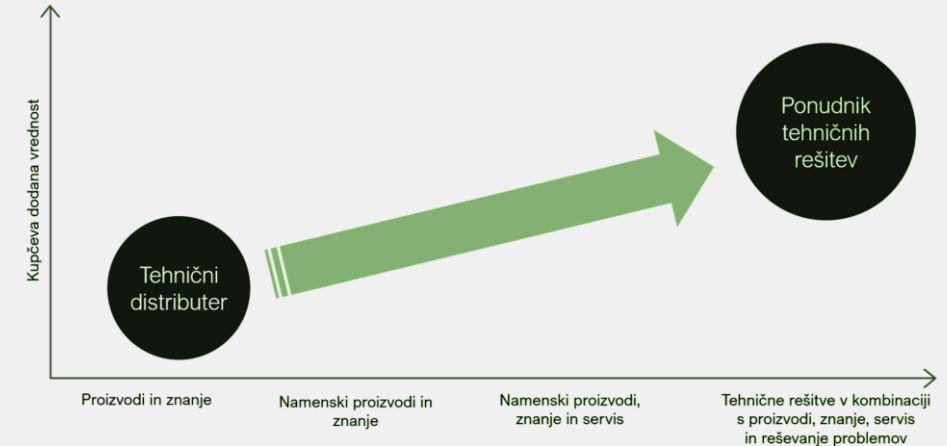 Kupčeva dodana vrednost
Ponudnik
tehničnih
rešitev
Tehnični
distributer
Proizvodi in znanje
Namenski proizvodi in
znanje
Namenski proizvodi,
znanje in servis
Tehnične rešitve v kombinaciji
s proizvodi, znanje, servis
in reševanje problemov